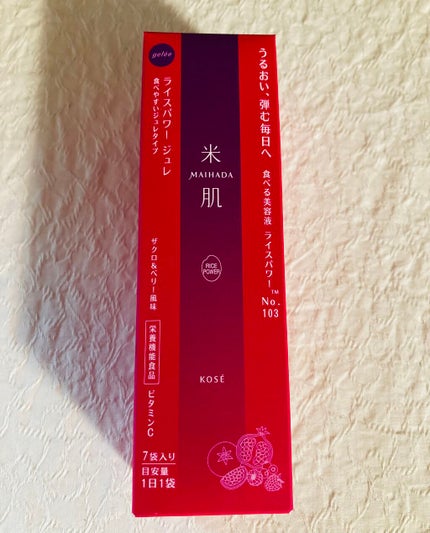 うるおい、弾む毎日へ
食べる美容液 ライスパワー™ No.103
米肌
MAIHADA
RICE
POWER
KOSÉ
gelée
ライスパワー ジュレ
食べやすいジュレタイプ
ザクロ&ベリー風味
栄養機能食品 ビタミンC
7袋入り
目安量
1日1袋